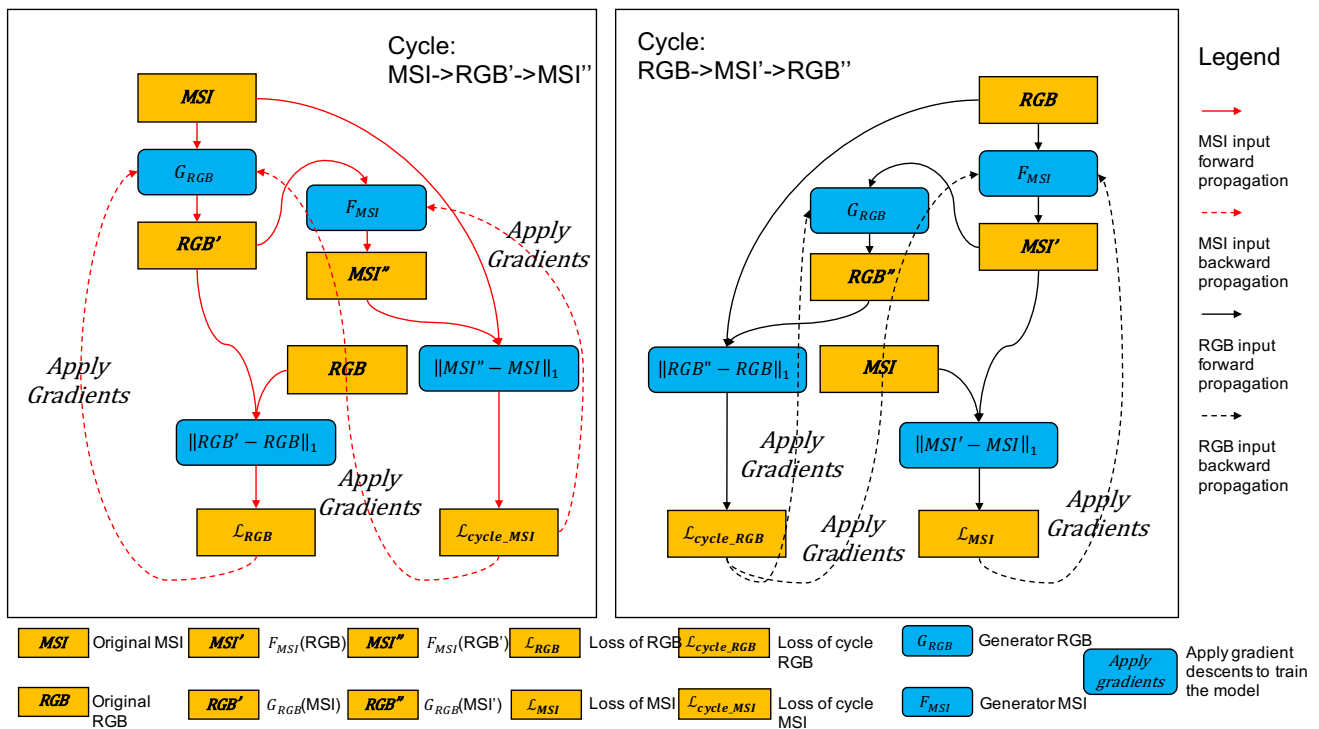 Cycle:
MSI->RGB'->MSI''
MSI
G_RGB
F_MSI
RGB'
Apply
Gradients
MSI''
RGB
‖MSI'' − MSI‖₁
Apply
Gradients
‖RGB' − RGB‖₁
Apply
Gradients
ℒ_RGB
ℒ_cycle_MSI
Cycle:
RGB->MSI'->RGB''
RGB
F_MSI
G_RGB
MSI'
RGB''
‖RGB'' − RGB‖₁
MSI
‖MSI' − MSI‖₁
Apply
Gradients
Apply
Gradients
Apply
Gradients
ℒ_cycle_RGB
ℒ_MSI
Legend
MSI input
forward
propagation
MSI input
backward
propagation
RGB input
forward
propagation
RGB input
backward
propagation
MSI Original MSI
MSI' F_MSI(RGB)
MSI'' F_MSI(RGB')
ℒ_RGB Loss of RGB
ℒ_cycle_RGB Loss of cycle
RGB
G_RGB Generator RGB
Apply
gradients
Apply gradient
descents to train
the model
RGB Original
RGB
RGB' G_RGB(MSI)
RGB'' G_RGB(MSI')
ℒ_MSI Loss of MSI
ℒ_cycle_MSI Loss of cycle
MSI
F_MSI Generator MSI